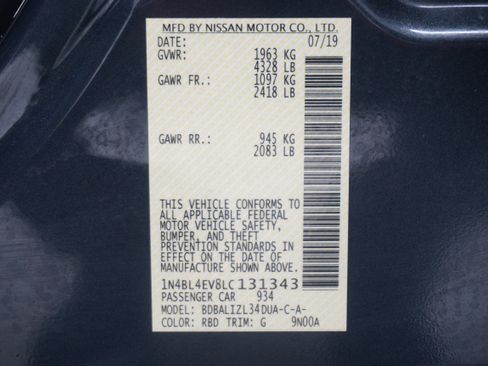 MFD BY NISSAN MOTOR CO., LTD.
DATE: 07/19
GVWR: 1963 KG
4328 LB
GAWR FR.: 1097 KG
2418 LB
GAWR RR.: 945 KG
2083 LB
THIS VEHICLE CONFORMS TO
ALL APPLICABLE FEDERAL
MOTOR VEHICLE SAFETY,
BUMPER, AND THEFT
PREVENTION STANDARDS IN
EFFECT ON THE DATE OF
MANUFACTURE SHOWN ABOVE.
1N4BL4EV8LC131343
PASSENGER CAR 934
MODEL: BDBALIZL34DUA-C-A-
COLOR: RBD TRIM: G 9N00A